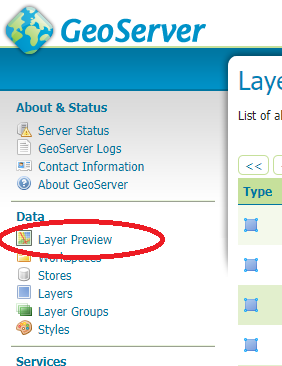 GeoServer
About & Status
Server Status
GeoServer Logs
Contact Information
About GeoServer
Data
Layer Preview
Workspaces
Stores
Layers
Layer Groups
Styles
Services
Laye
List of al
<<
Type